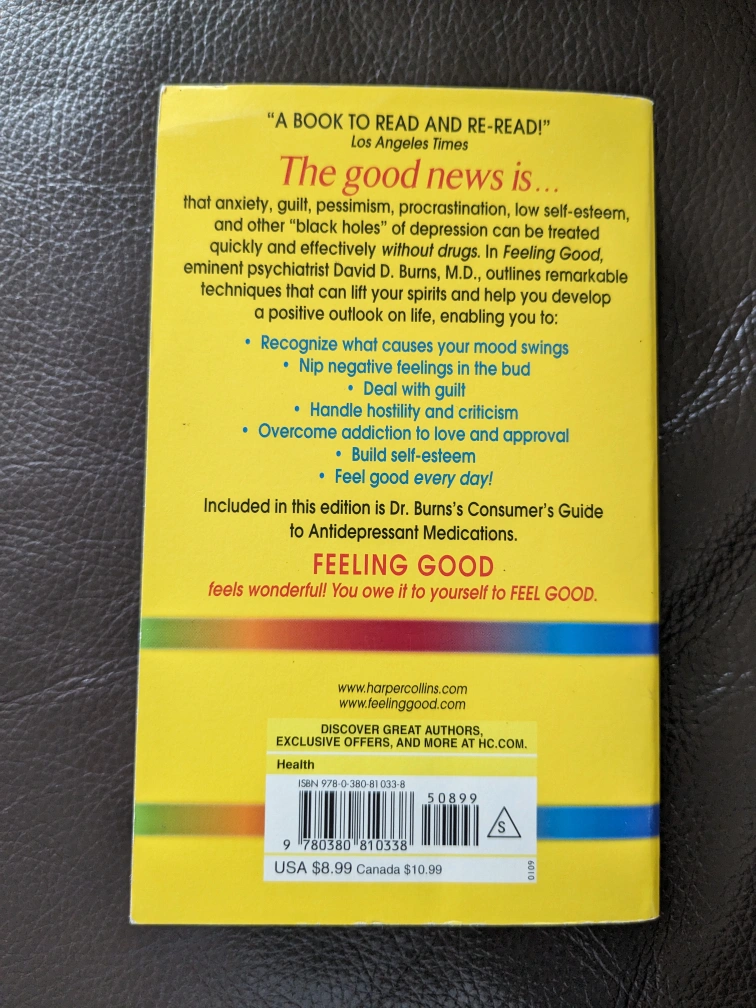 “A BOOK TO READ AND RE-READ!”
Los Angeles Times
The good news is...
that anxiety, guilt, pessimism, procrastination, low self-esteem,
and other “black holes” of depression can be treated
quickly and effectively without drugs. In Feeling Good,
eminent psychiatrist David D. Burns, M.D., outlines remarkable
techniques that can lift your spirits and help you develop
a positive outlook on life, enabling you to:
• Recognize what causes your mood swings
• Nip negative feelings in the bud
• Deal with guilt
• Handle hostility and criticism
• Overcome addiction to love and approval
• Build self-esteem
• Feel good every day!
Included in this edition is Dr. Burns’s Consumer’s Guide
to Antidepressant Medications.
FEELING GOOD
feels wonderful! You owe it to yourself to FEEL GOOD.
www.harpercollins.com
www.feelinggood.com
DISCOVER GREAT AUTHORS,
EXCLUSIVE OFFERS, AND MORE AT HC.COM.
Health
ISBN 978-0-380-81033-8
50899
S
9 780380 810338
USA $8.99 Canada $10.99
0109